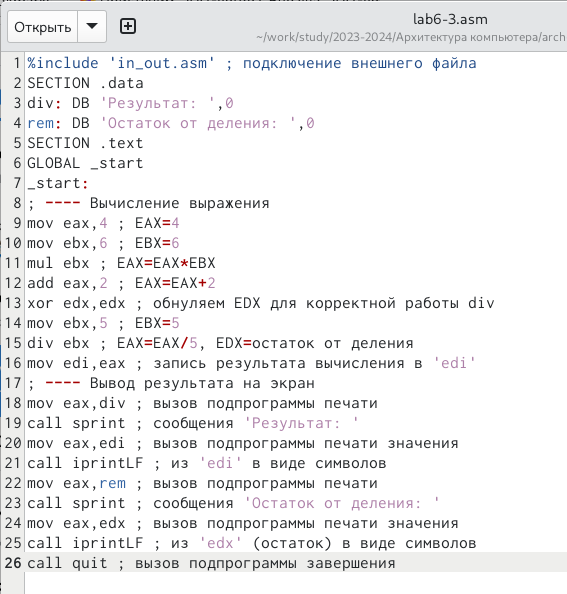 Открыть
lab6-3.asm
~/work/study/2023-2024/Архитектура компьютера/arch
1 %include 'in_out.asm' ; подключение внешнего файла
2 SECTION .data
3 div: DB 'Результат: ',0
4 rem: DB 'Остаток от деления: ',0
5 SECTION .text
6 GLOBAL _start
7 _start:
8 ; ---- Вычисление выражения
9 mov eax,4 ; EAX=4
10 mov ebx,6 ; EBX=6
11 mul ebx ; EAX=EAX*EBX
12 add eax,2 ; EAX=EAX+2
13 xor edx,edx ; обнуляем EDX для корректной работы div
14 mov ebx,5 ; EBX=5
15 div ebx ; EAX=EAX/5, EDX=остаток от деления
16 mov edi,eax ; запись результата вычисления в 'edi'
17 ; ---- Вывод результата на экран
18 mov eax,div ; вызов подпрограммы печати
19 call sprint ; сообщения 'Результат: '
20 mov eax,edi ; вызов подпрограммы печати значения
21 call iprintLF ; из 'edi' в виде символов
22 mov eax,rem ; вызов подпрограммы печати
23 call sprint ; сообщения 'Остаток от деления: '
24 mov eax,edx ; вызов подпрограммы печати значения
25 call iprintLF ; из 'edx' (остаток) в виде символов
26 call quit ; вызов подпрограммы завершения